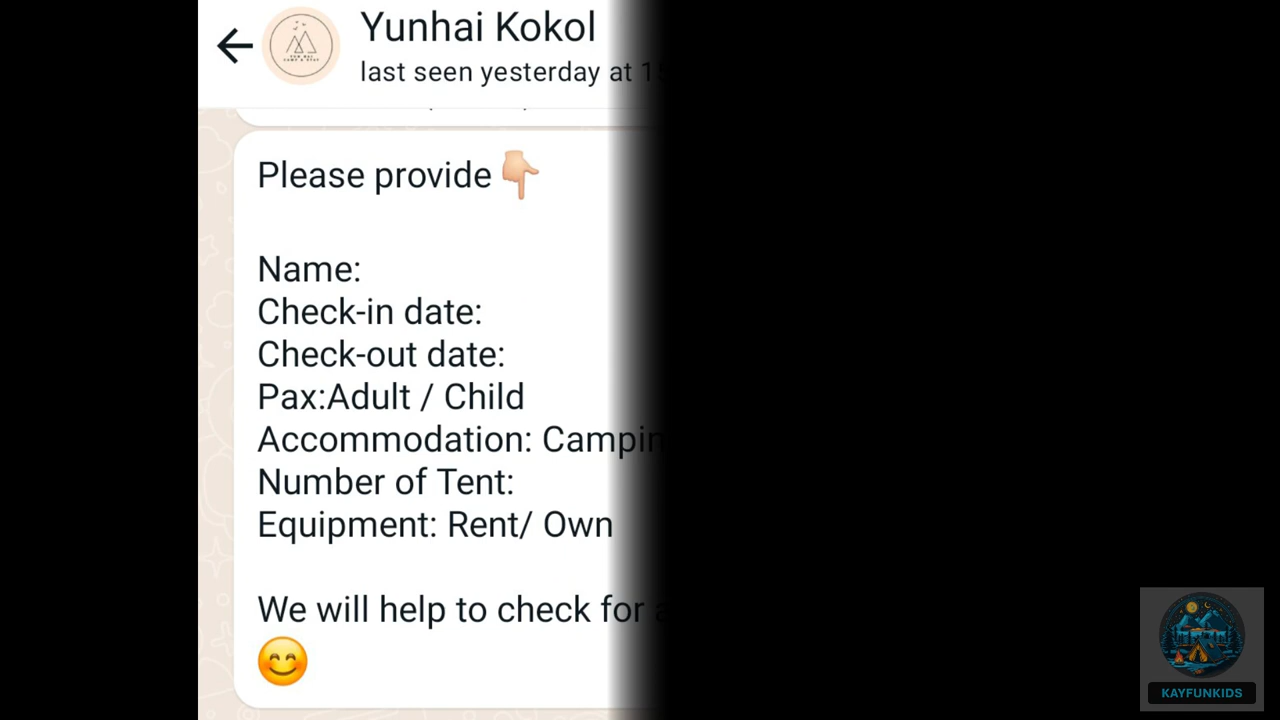 Yunhai Kokol
last seen yesterday at
Please provide 👇🏻
Name:
Check-in date:
Check-out date:
Pax:Adult / Child
Accommodation: Campin
Number of Tent:
Equipment: Rent/ Own
We will help to check for
😊
KAYFUNKIDS